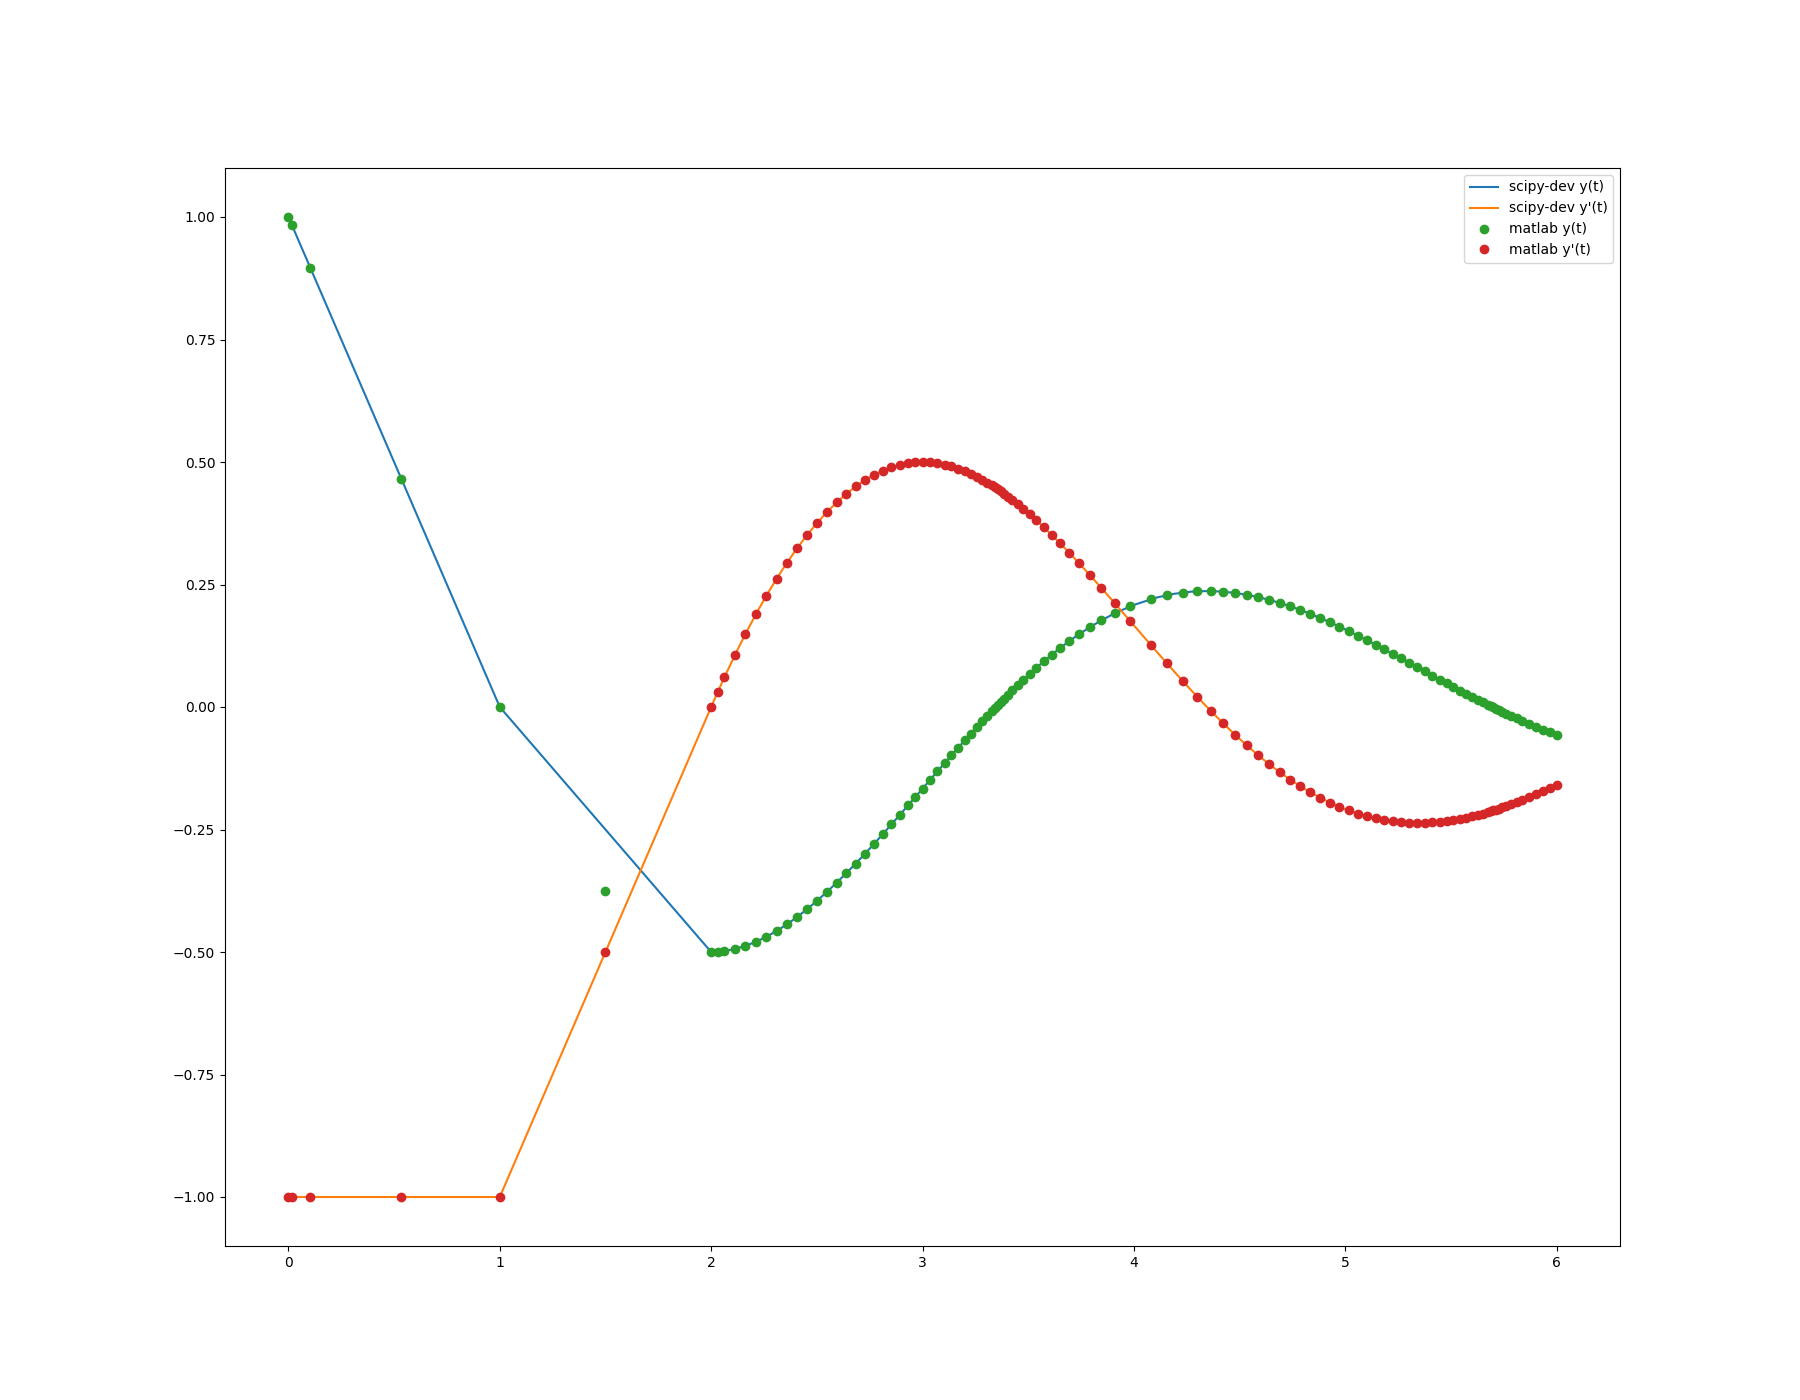 scipy-dev y(t)
scipy-dev y'(t)
matlab y(t)
matlab y'(t)
1.00
0.75
0.50
0.25
0.00
−0.25
−0.50
−0.75
−1.00
0 1 2 3 4 5 6